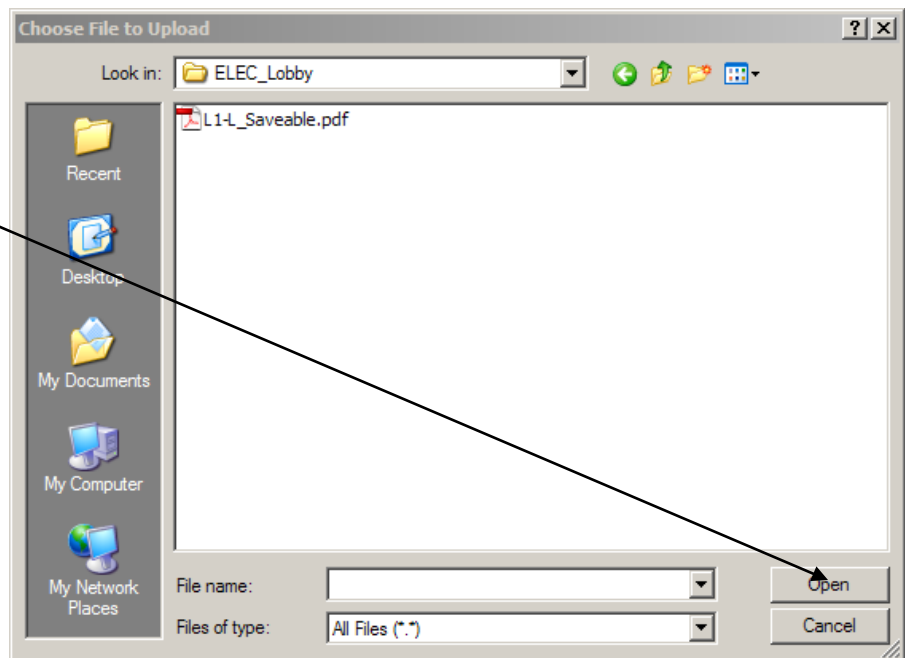 Choose File to Upload
Look in: ELEC_Lobby
L1-L_Saveable.pdf
Recent
Desktop
My Documents
My Computer
My Network
Places
File name: Open
Files of type: All Files (*.*) Cancel